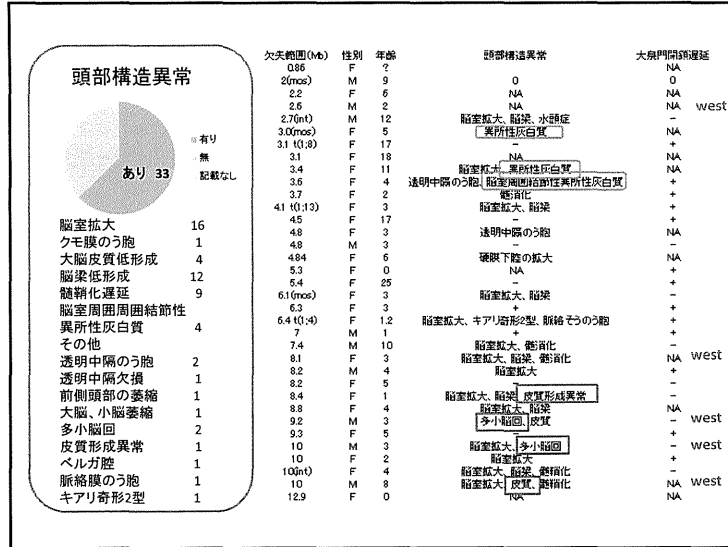 頭部構造異常
有り
無
記載なし
あり 33
脳室拡大 16
クモ膜のう胞 1
大脳皮質低形成 4
脳梁低形成 12
髄鞘化遅延 9
脳室周囲周囲結節性
異所性灰白質 4
その他
透明中隔のう胞 2
透明中隔欠損 1
前側頭部の萎縮 1
大脳、小脳萎縮 1
多小脳回 2
皮質形成異常 1
ベルガ腔 1
脈絡膜のう胞 1
キアリ奇形2型 1
欠失範囲(Mb) 性別 年齢 頭部構造異常 大泉門閉鎖遅延
0.86 F ? NA
2(mos) M 9 0 0
2.2 F 6 NA NA
2.6 M 2 NA NA west
2.7(int) M 12 脳室拡大、脳梁、水頭症 -
3.0(mos) F 5 異所性灰白質 NA
3.1 t(1;8) F 17 - +
3.1 F 18 NA NA
3.4 F 11 脳室拡大、異所性灰白質 NA
3.6 F 4 透明中隔のう胞、脳室周囲結節性異所性灰白質 +
3.7 F 2 髄消化 +
4.1 t(1;13) F 3 脳室拡大、脳梁 +
4.5 F 17 - +
4.8 F 3 透明中隔のう胞 NA
4.8 M 3 - -
4.84 F 6 硬膜下腔の拡大 NA
5.3 F 0 NA +
5.4 F 25 - -
6.1(mos) F 3 脳室拡大、脳梁 -
6.3 F 3 + +
6.4 t(1;4) F 1.2 脳室拡大、キアリ奇形2型、脈絡そうのう胞 +
7 M 1 + +
7.4 M 10 脳室拡大、髄消化 -
8.1 F 3 脳室拡大、脳梁、髄消化 NA west
8.2 M 4 脳室拡大 +
8.2 F 5 - -
8.4 F 1 脳室拡大、脳梁、皮質形成異常 -
8.8 F 4 脳室拡大、脳梁 NA
9.2 M 3 多小脳回、皮質 - west
9.3 F 5 - +
10 M 3 脳室拡大、多小脳回 - west
10 F 2 脳室拡大 +
10(int) F 4 脳室拡大、脳梁、髄鞘化 -
10 M 8 脳室拡大、皮質、髄鞘化 NA west
12.9 F 0 NA NA